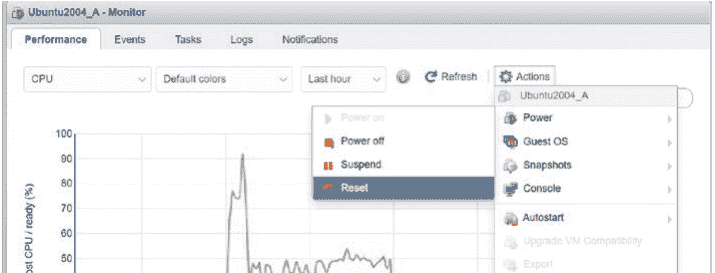 Ubuntu2004_A - Monitor
Performance Events Tasks Logs Notifications
CPU Default colors Last hour Refresh Actions
Ubuntu2004_A
Power on Power
Power off Guest OS
Suspend Snapshots
Reset Console
Autostart
Upgrade VM Compatibility
Export
100
90
80
70
60
50
ost CPU / ready (%)